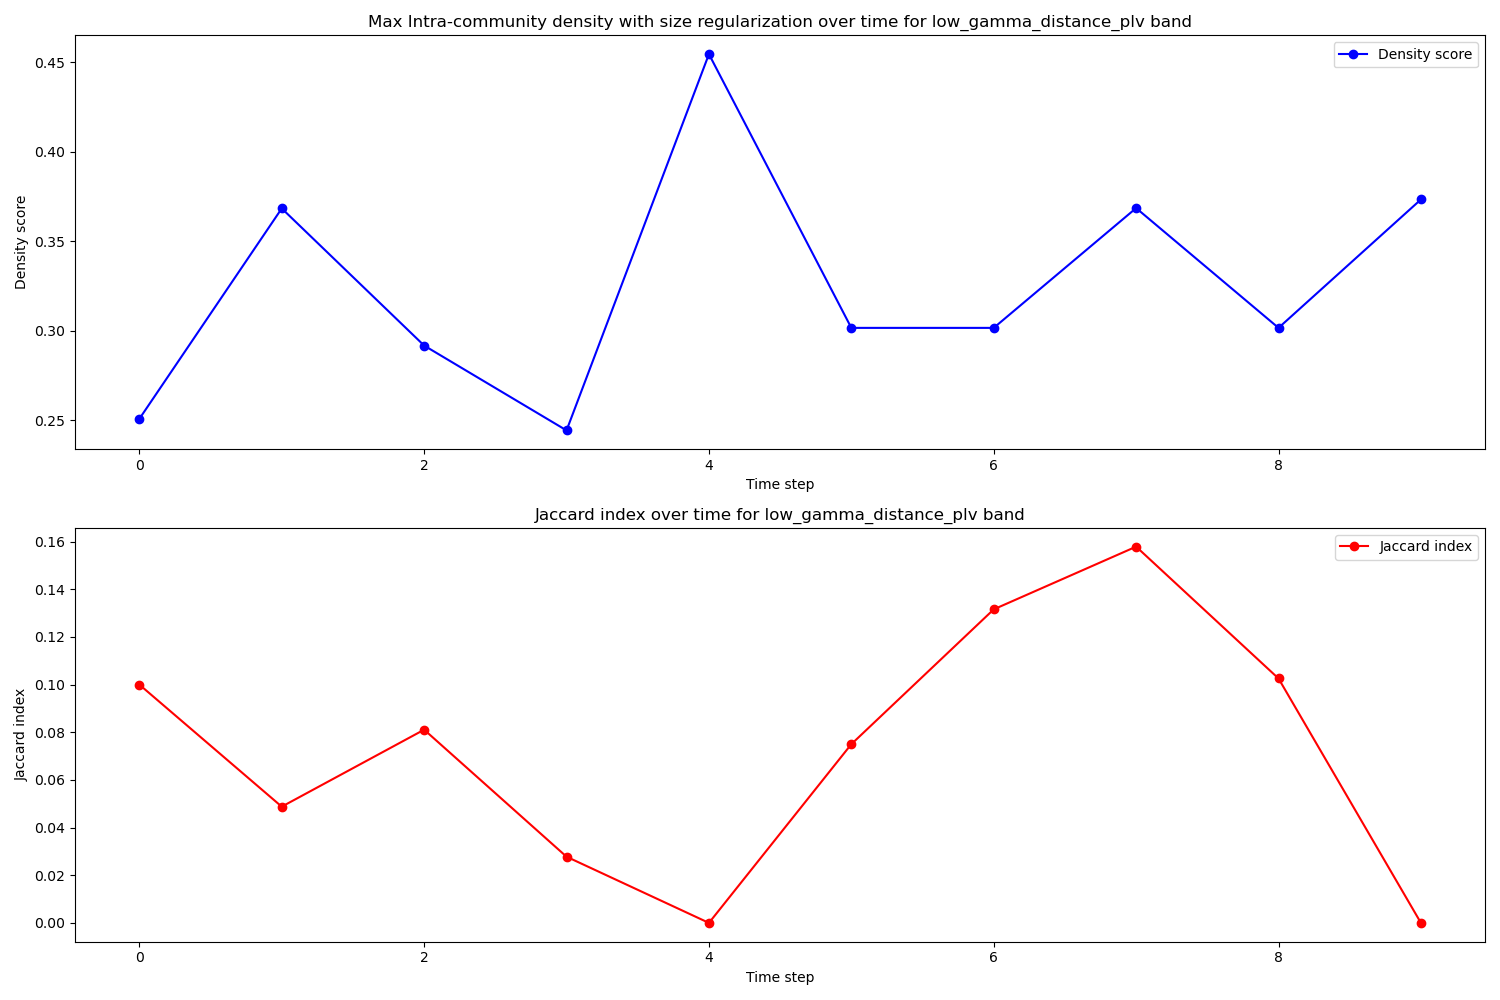 Max Intra-community density with size regularization over time for low_gamma_distance_plv band
Density score
0.45
0.40
0.35
0.30
0.25
Density score
0 2 4 6 8
Time step
Jaccard index over time for low_gamma_distance_plv band
Jaccard index
0.16
0.14
0.12
0.10
0.08
0.06
0.04
0.02
0.00
Jaccard index
0 2 4 6 8
Time step